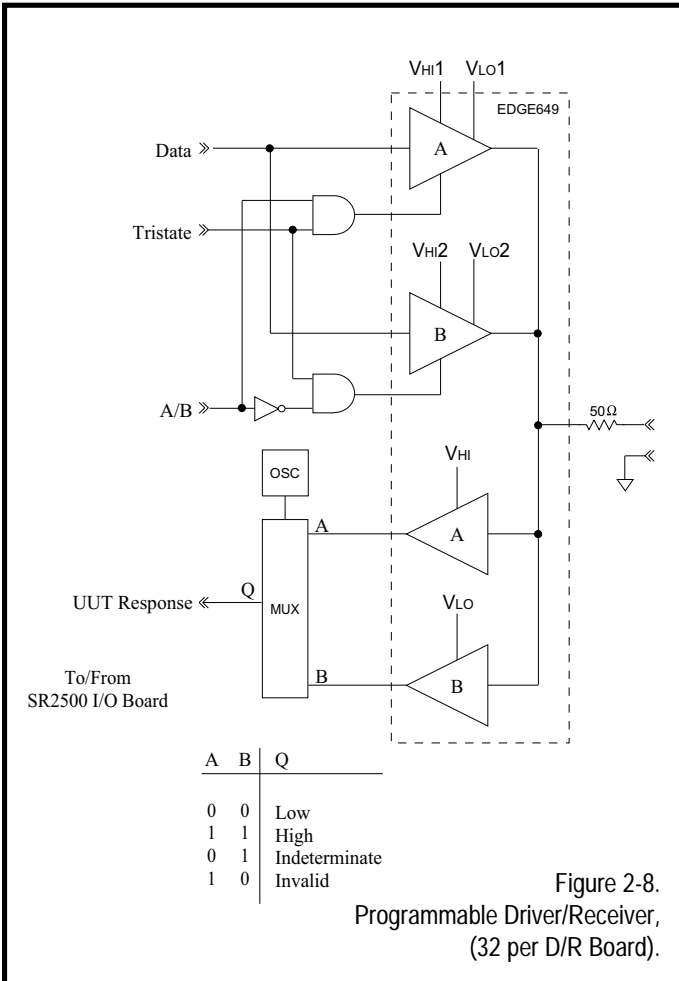 VHI1 VLO1
EDGE649
Data
A
Tristate
VHI2 VLO2
B
A/B
50Ω
VHI
OSC
A
A
UUT Response
Q
MUX
VLO
To/From
SR2500 I/O Board
B
B
A B Q
0 0 Low
1 1 High
0 1 Indeterminate
1 0 Invalid
Figure 2-8.
Programmable Driver/Receiver,
(32 per D/R Board).